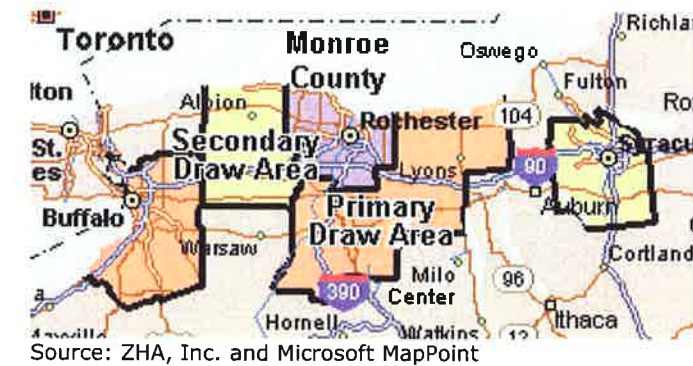 Toronto
Monroe
County
Richla
Oswego
Fulton
lton
Albion
Ro
Rochester
104
St.
es
Secondary
Draw Area
Lyons
90
Buffalo
Primary
Draw Area
Auburn
Warsaw
Cortland
a
390
Milo
Center
96
Hornell
Ithaca
Watkins
Source: ZHA, Inc. and Microsoft MapPoint